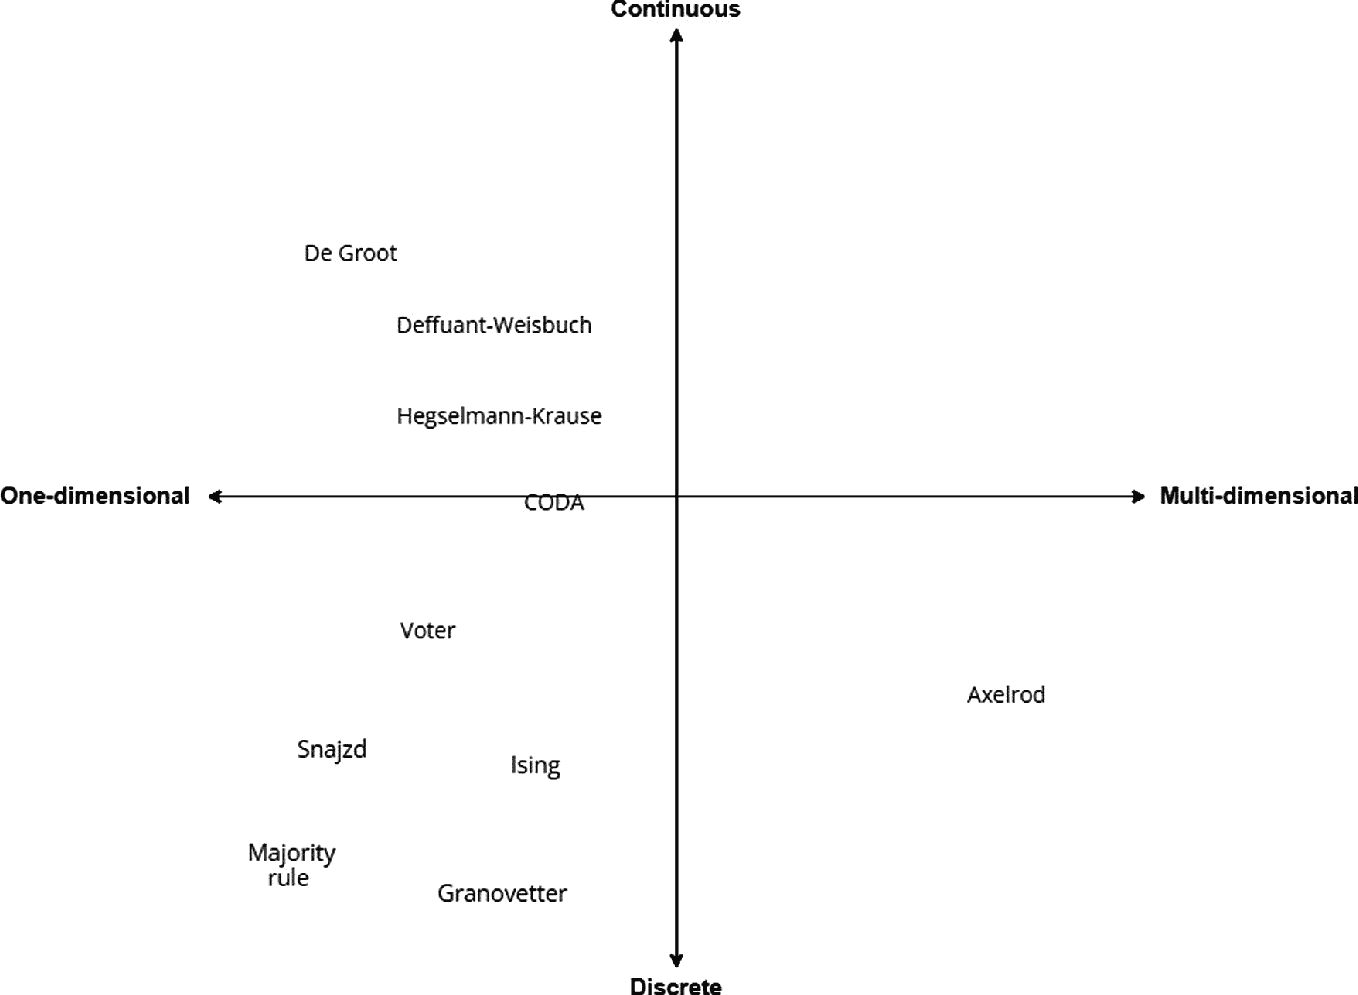 Continuous
De Groot
Deffuant-Weisbuch
Hegselmann-Krause
One-dimensional
CODA
Multi-dimensional
Voter
Axelrod
Snajzd
Ising
Majority
rule
Granovetter
Discrete